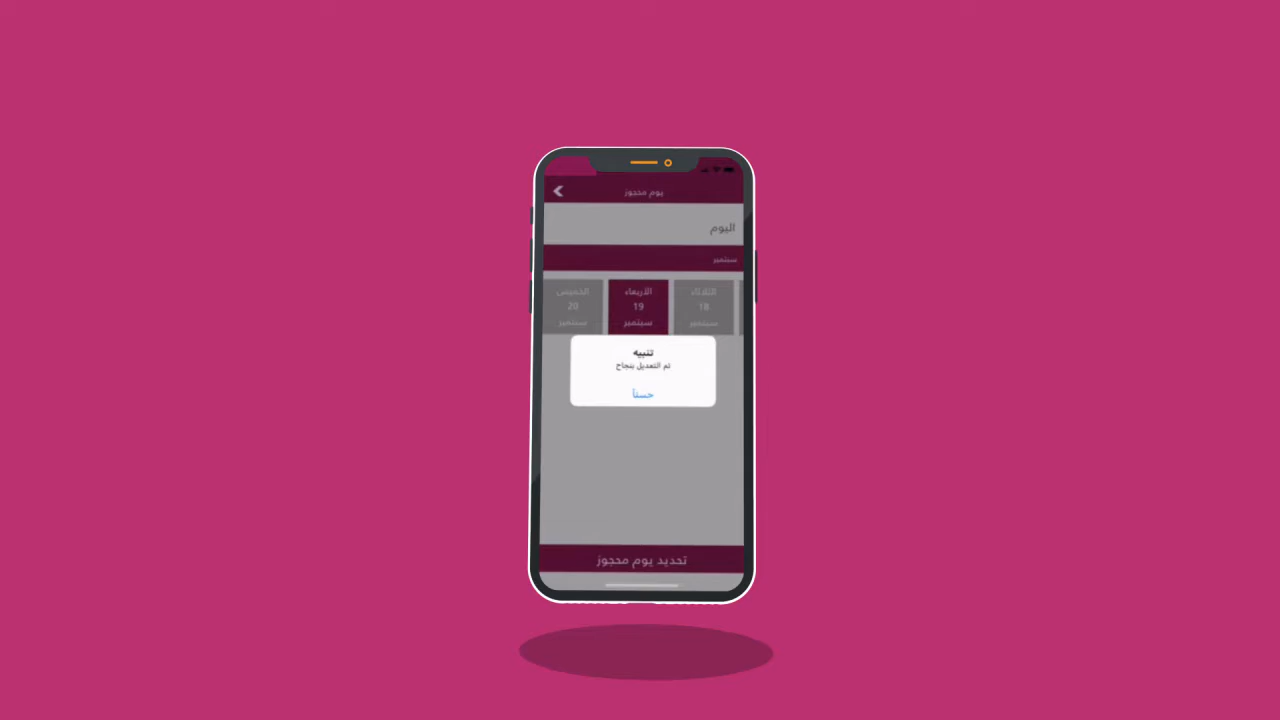 يوم محجوز
اليوم
سبتمبر
الثلاثاء
18
سبتمبر
الأربعاء
19
سبتمبر
الخميس
20
سبتمبر
تنبيه
تم التعديل بنجاح
حسناً
تحديد يوم محجوز